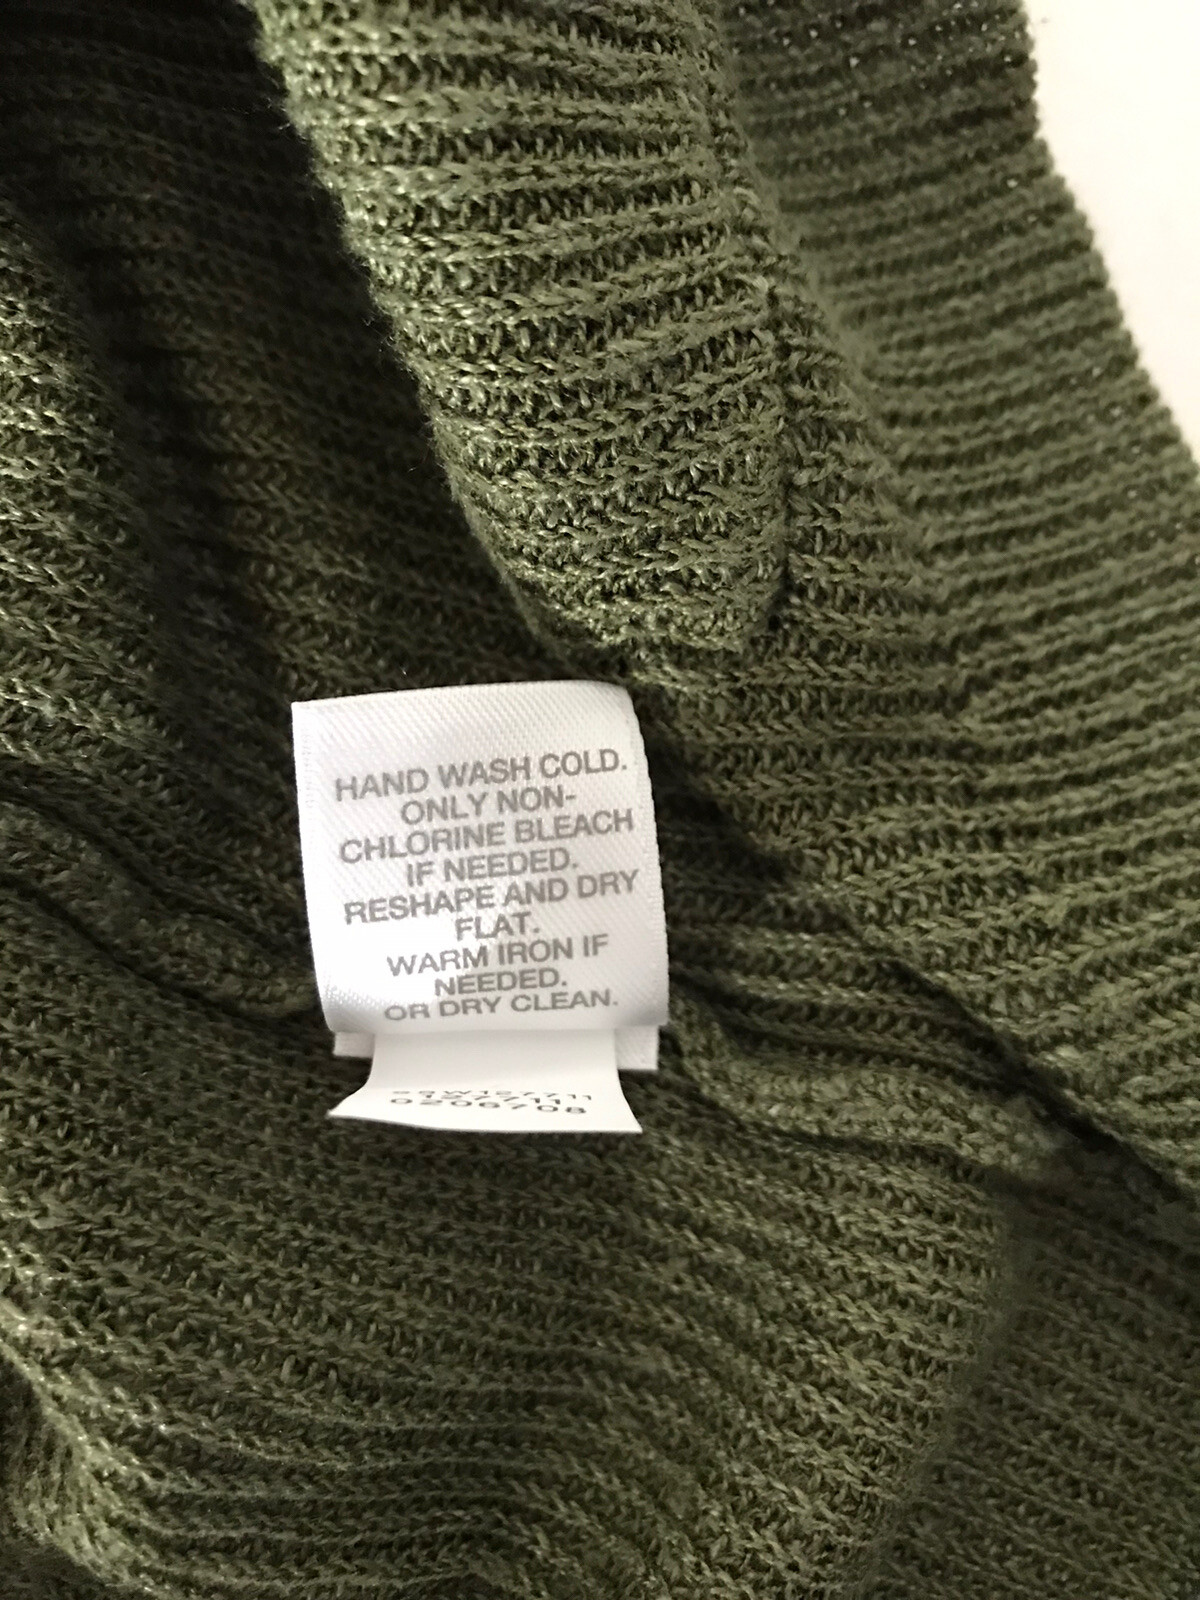 HAND WASH COLD.
ONLY NON-
CHLORINE BLEACH
IF NEEDED.
RESHAPE AND DRY
FLAT.
WARM IRON IF
NEEDED.
OR DRY CLEAN.
0206708